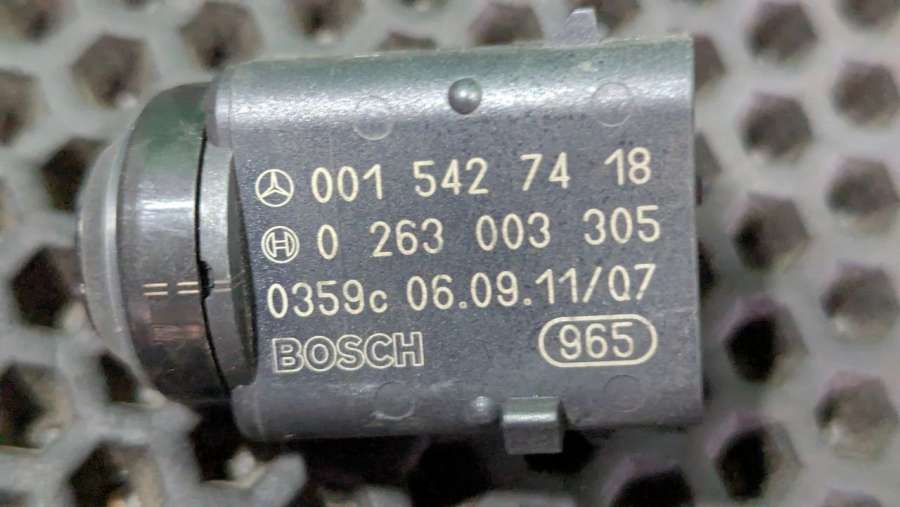 001 542 74 18
0 263 003 305
0359c 06.09.11/07
BOSCH 965